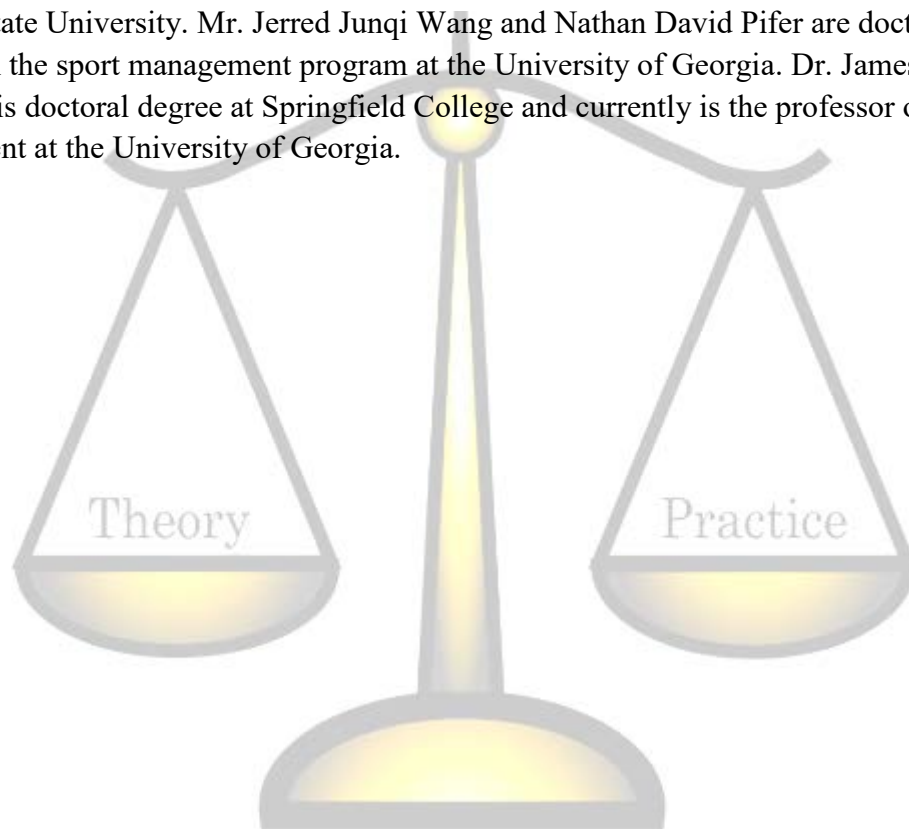 ate University. Mr. Jerred Junqi Wang and Nathan David Pifer are doct
the sport management program at the University of Georgia. Dr. James
is doctoral degree at Springfield College and currently is the professor o
ent at the University of Georgia.
Theory
Practice